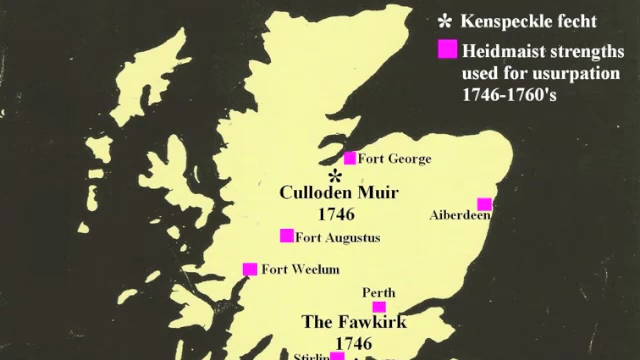 * Kenspeckle fecht
Heidmaist strengths
used for usurpation
1746-1760's
Fort George
*
Culloden Muir
1746
Aiberdeen
Fort Augustus
Fort Weelum
Perth
The Fawkirk
1746